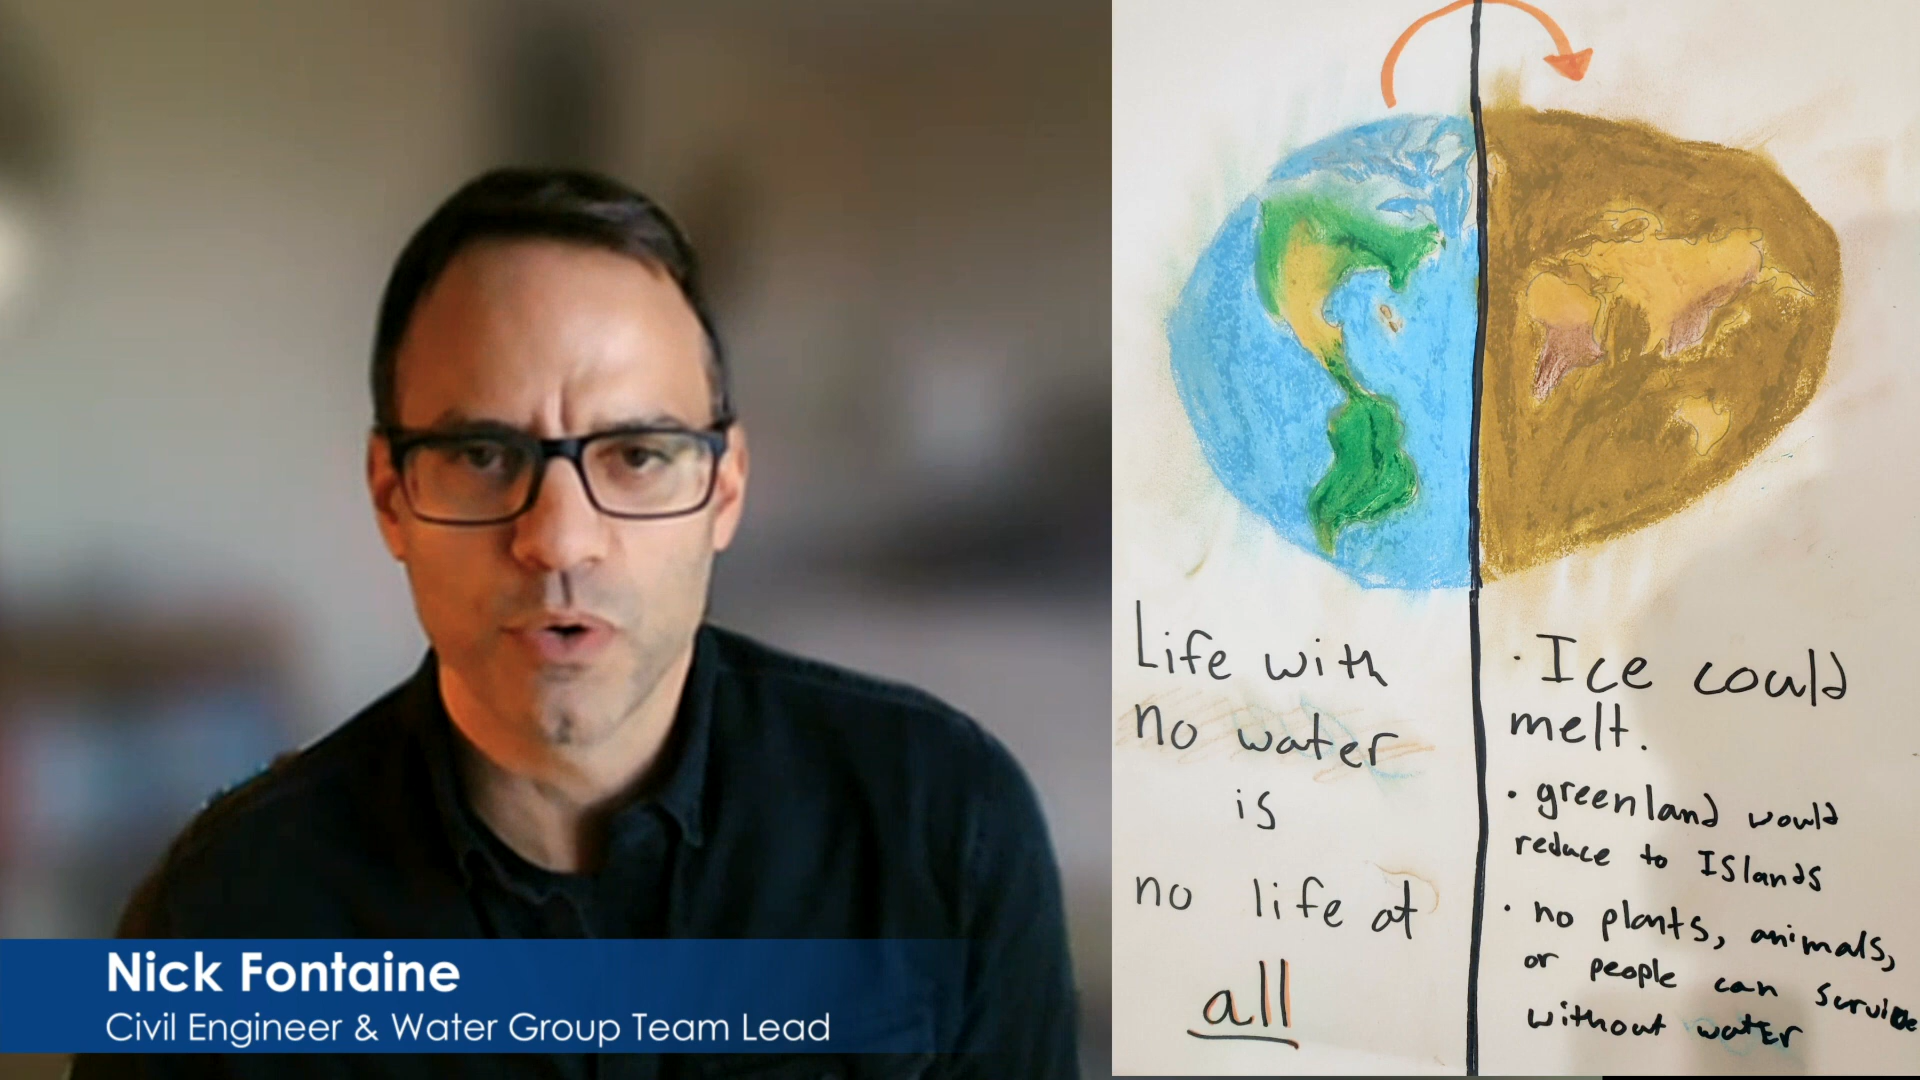 Nick Fontaine
Civil Engineer & Water Group Team Lead
Life with
no water
is
no life at
all
· Ice could
melt.
· greenland would
reduce to Islands
· no plants, animals,
or people can survive
without water